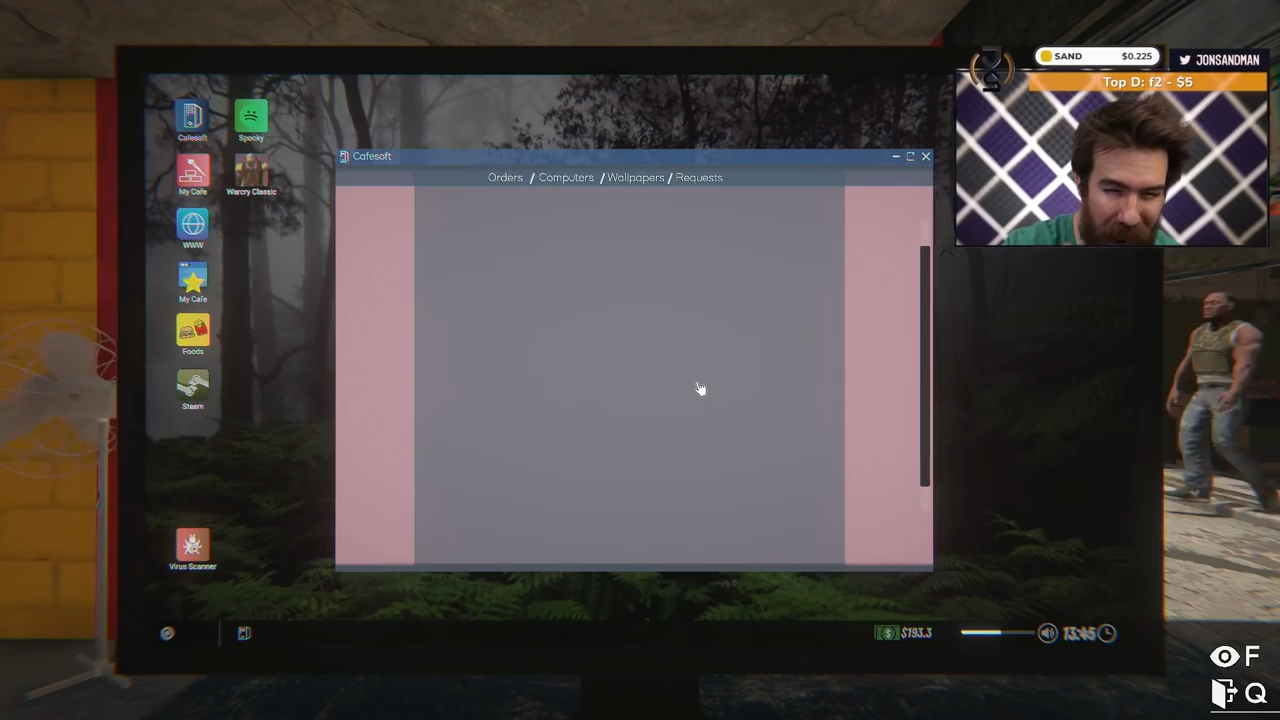 SAND $0.225
JONSANDMAN
Top D: f2 - $5
Cafesoft
Spooky
My Cafe
Warcry Classic
WWW
My Cafe
Foods
Steem
Virus Scanner
Cafesoft
Orders / Computers / Wallpapers / Requests
$193.3
13:45
F
Q